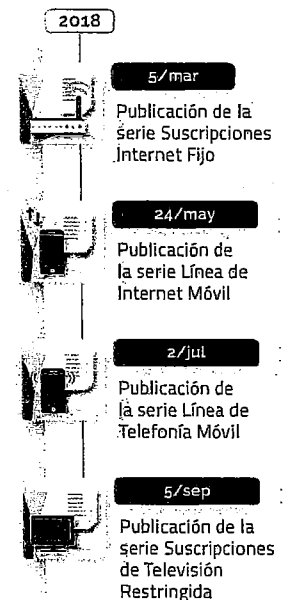 2018
5/mar
Publicación de la
serie Suscripciones
Internet Fijo
24/may
Publicación de
la serie Línea de
Internet Móvil
2/jul
Publicación de
la serie Línea de
Telefonía Móvil
5/sep
Publicación de la
serie Suscripciones
de Televisión
Restringida